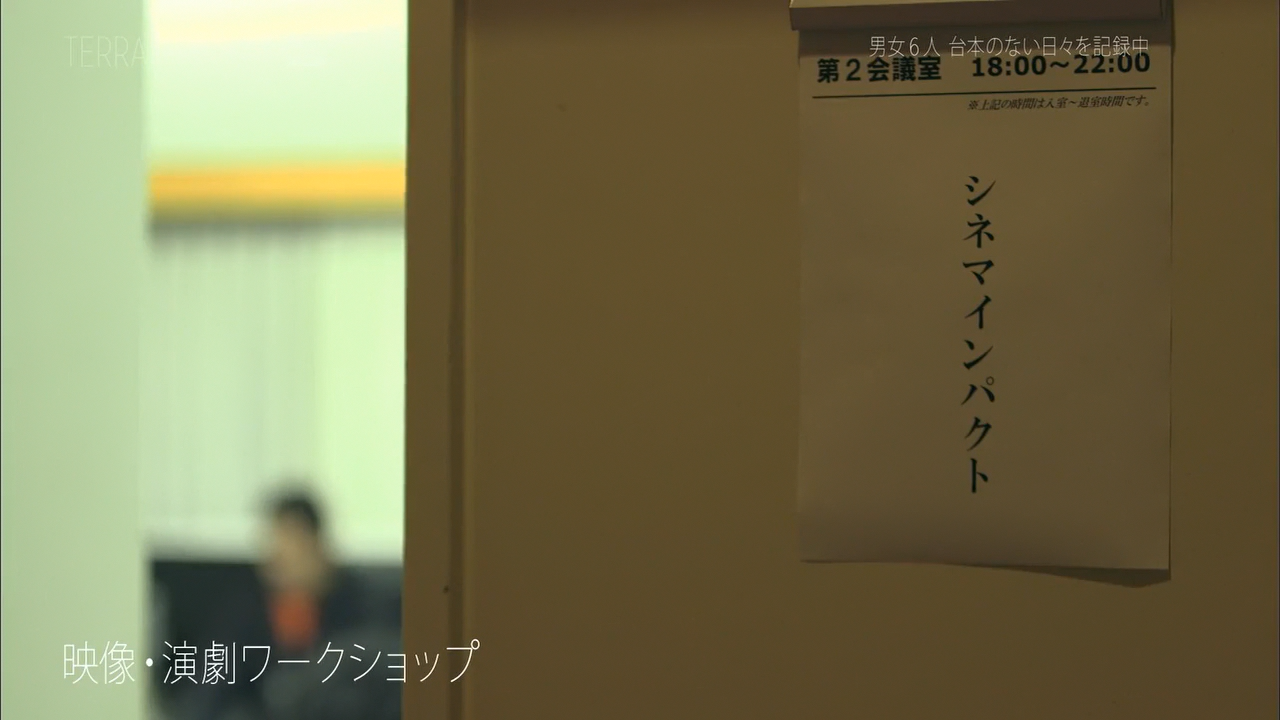 TERRA
男女6人 台本のない日々を記録中
第2会議室 18:00〜22:00
※上記の時間は入室〜退室時間です。
シネマインパクト
映像・演劇ワークショップ